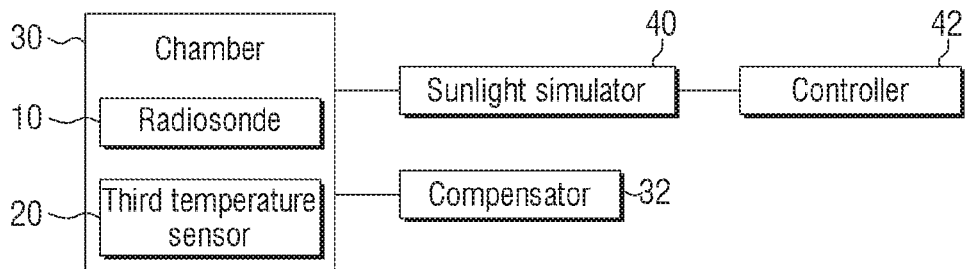 30
Chamber
40
42
Sunlight simulator
Controller
10
Radiosonde
20
Third temperature
sensor
Compensator
32